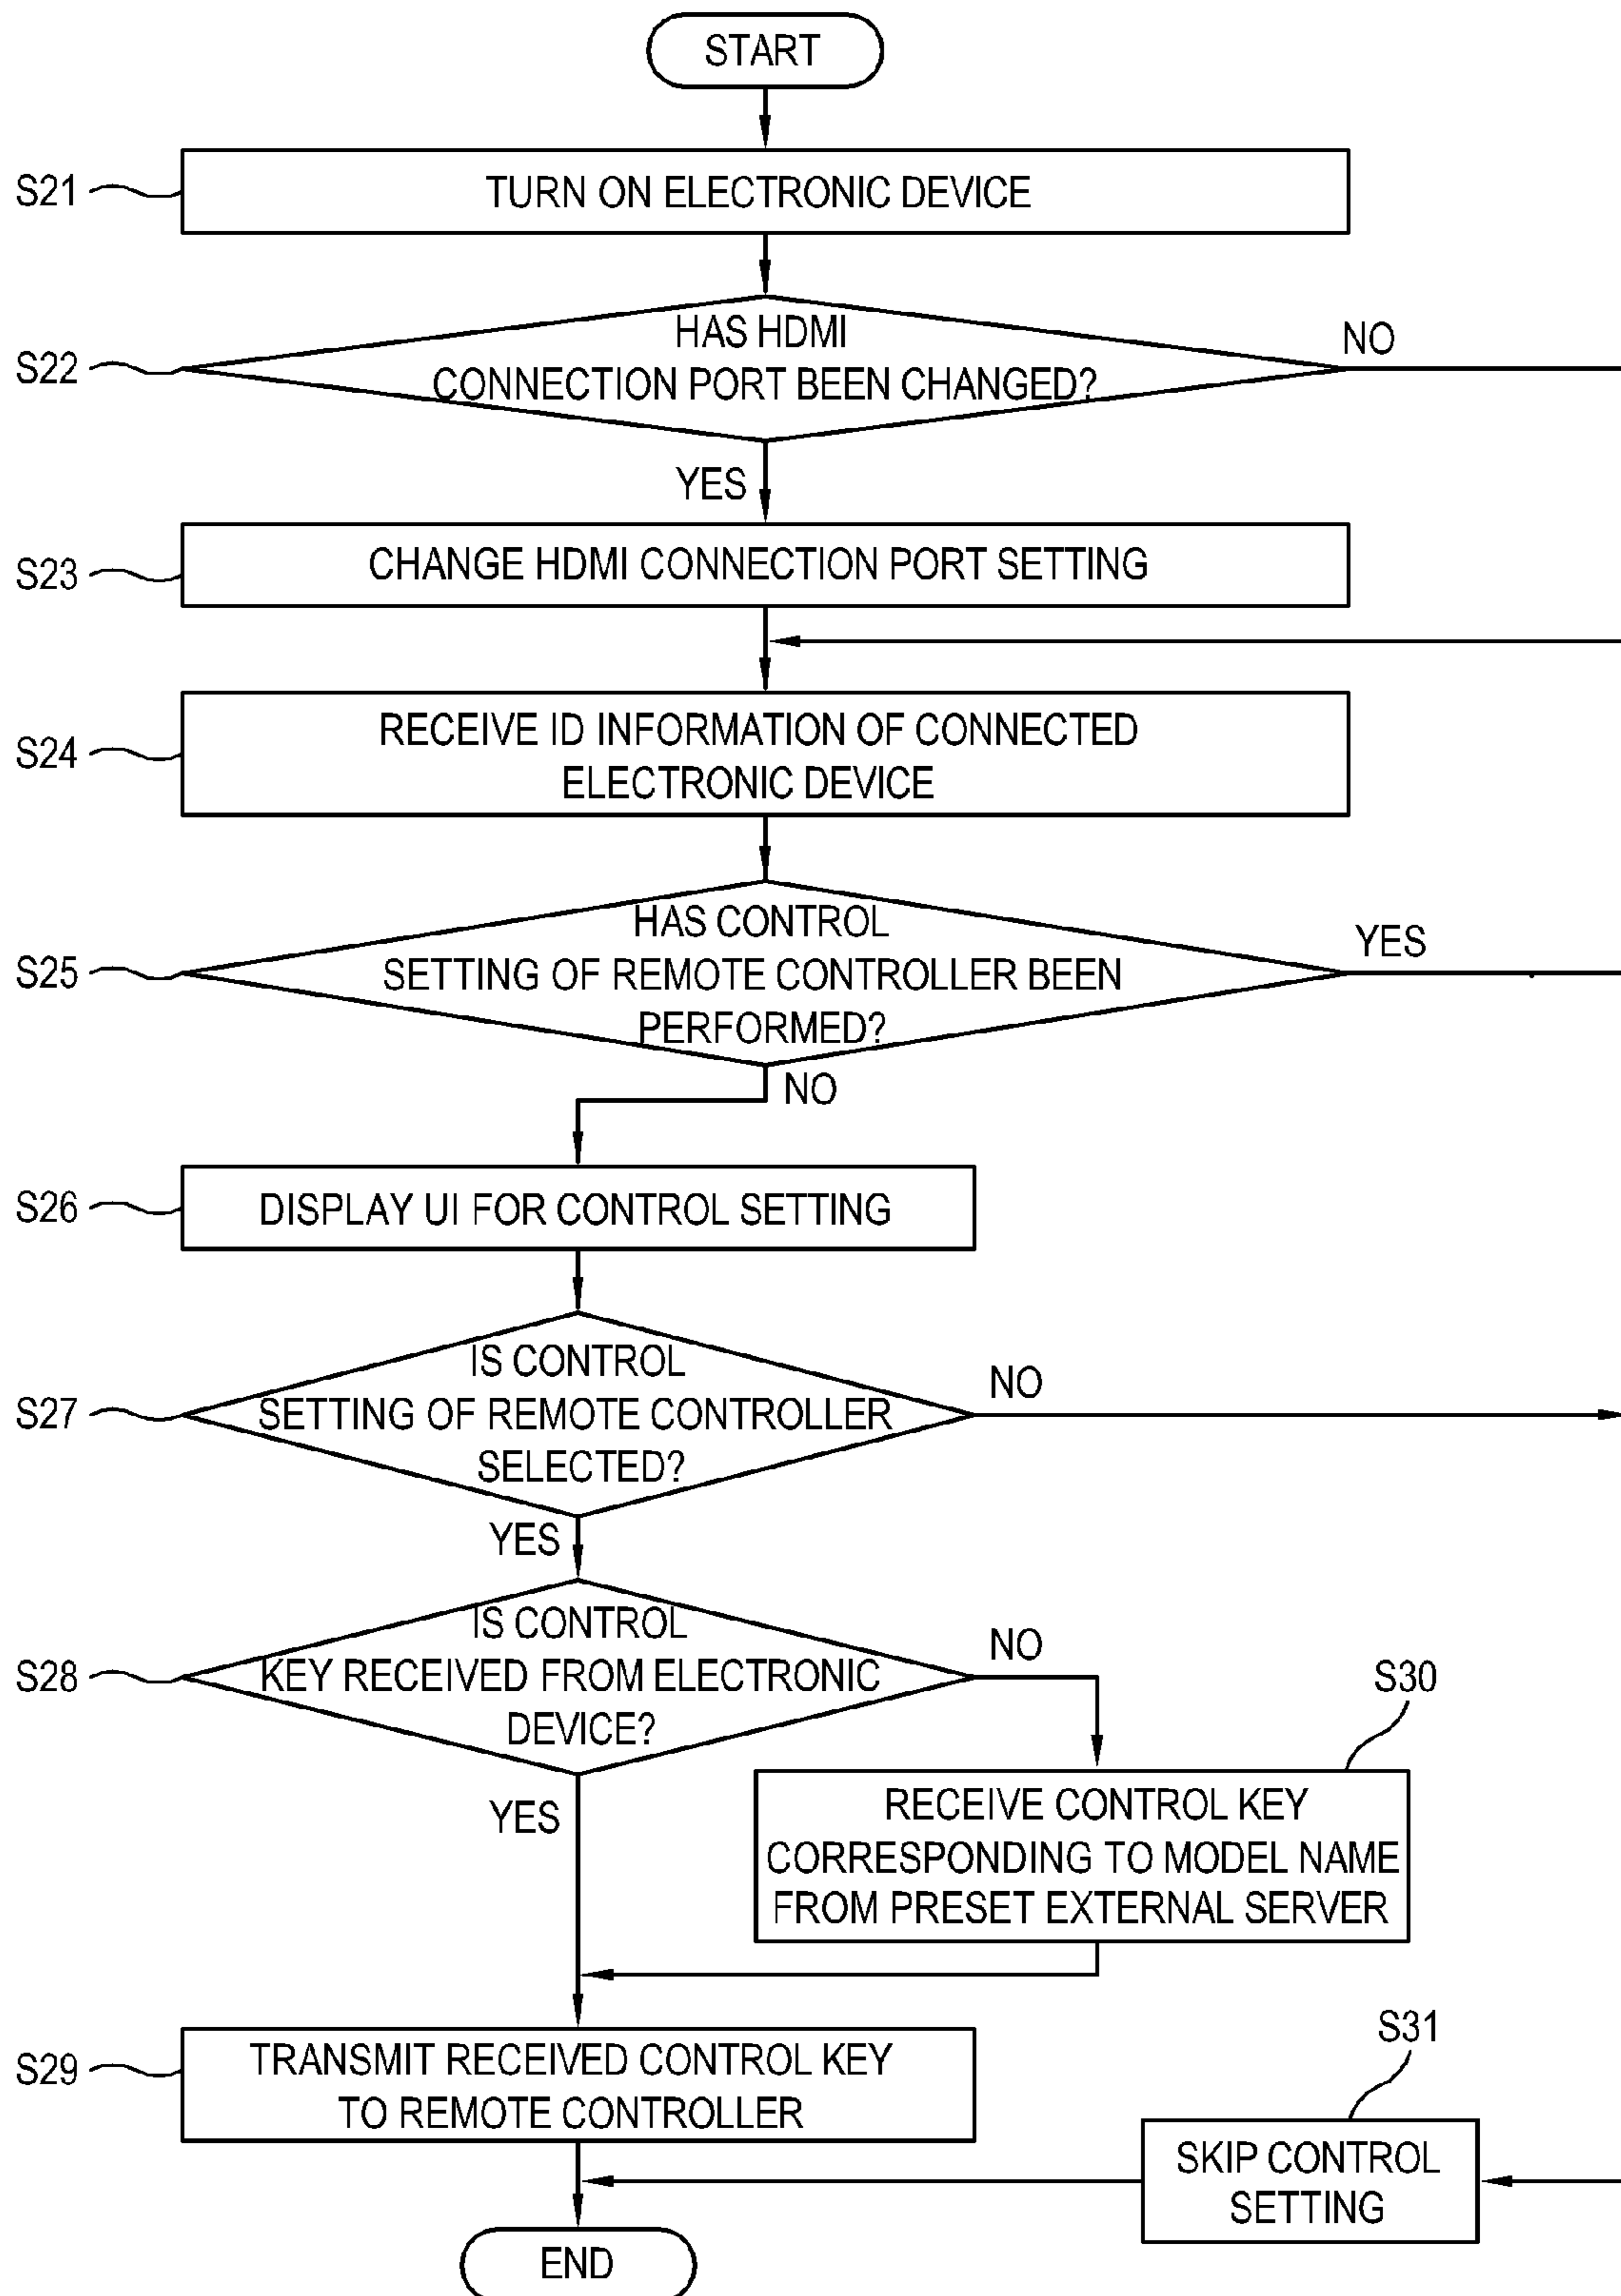 START
S21
TURN ON ELECTRONIC DEVICE
S22
HAS HDMI
CONNECTION PORT BEEN CHANGED?
NO
YES
S23
CHANGE HDMI CONNECTION PORT SETTING
S24
RECEIVE ID INFORMATION OF CONNECTED
ELECTRONIC DEVICE
S25
HAS CONTROL
SETTING OF REMOTE CONTROLLER BEEN
PERFORMED?
YES
NO
S26
DISPLAY UI FOR CONTROL SETTING
S27
IS CONTROL
SETTING OF REMOTE CONTROLLER
SELECTED?
NO
YES
S28
IS CONTROL
KEY RECEIVED FROM ELECTRONIC
DEVICE?
NO
YES
S30
RECEIVE CONTROL KEY
CORRESPONDING TO MODEL NAME
FROM PRESET EXTERNAL SERVER
S29
TRANSMIT RECEIVED CONTROL KEY
TO REMOTE CONTROLLER
S31
SKIP CONTROL
SETTING
END